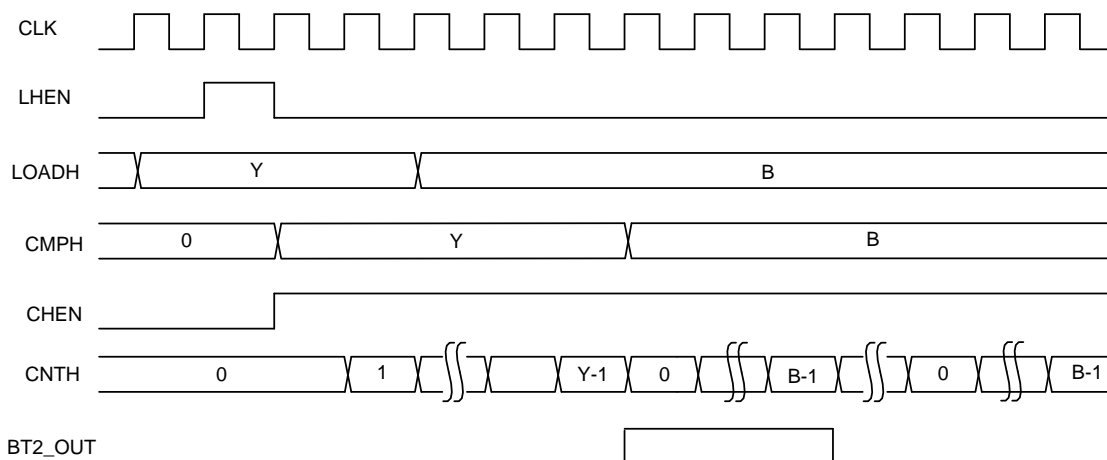 CLK
LHEN
LOADH Y B
CMPH 0 Y B
CHEN
CNTH 0 1 Y-1 0 B-1 0 B-1
BT2_OUT